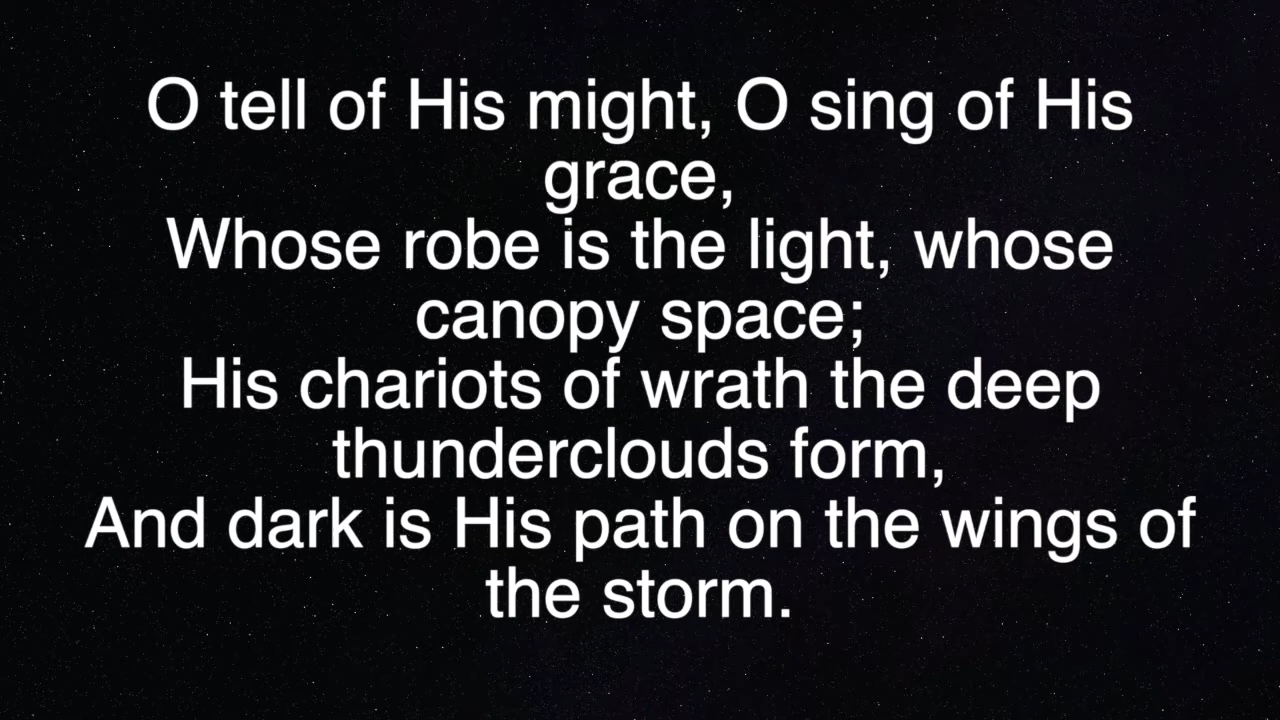 O tell of His might, O sing of His
grace,
Whose robe is the light, whose
canopy space;
His chariots of wrath the deep
thunderclouds form,
And dark is His path on the wings of
the storm.